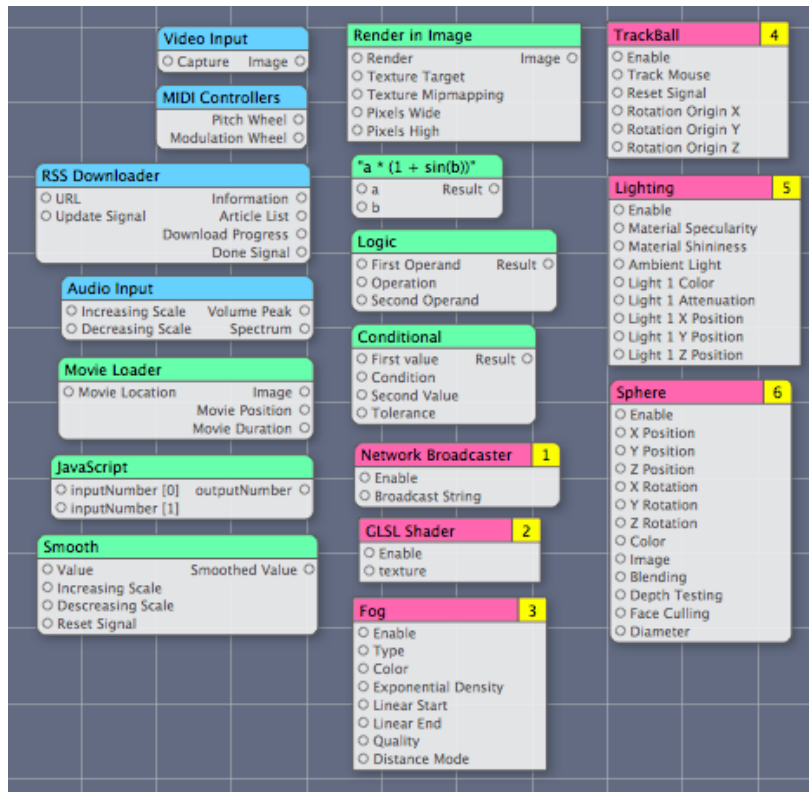 Video Input
Capture Image
MIDI Controllers
Pitch Wheel
Modulation Wheel
RSS Downloader
URL Information
Update Signal Article List
Download Progress
Done Signal
Audio Input
Increasing Scale Volume Peak
Decreasing Scale Spectrum
Movie Loader
Movie Location Image
Movie Position
Movie Duration
JavaScript
inputNumber [0] outputNumber
inputNumber [1]
Smooth
Value Smoothed Value
Increasing Scale
Descreasing Scale
Reset Signal
Render in Image
Render Image
Texture Target
Texture Mipmapping
Pixels Wide
Pixels High
"a * (1 + sin(b))"
a Result
b
Logic
First Operand Result
Operation
Second Operand
Conditional
First value Result
Condition
Second Value
Tolerance
Network Broadcaster 1
Enable
Broadcast String
GLSL Shader 2
Enable
texture
Fog 3
Enable
Type
Color
Exponential Density
Linear Start
Linear End
Quality
Distance Mode
TrackBall 4
Enable
Track Mouse
Reset Signal
Rotation Origin X
Rotation Origin Y
Rotation Origin Z
Lighting 5
Enable
Material Specularity
Material Shininess
Ambient Light
Light 1 Color
Light 1 Attenuation
Light 1 X Position
Light 1 Y Position
Light 1 Z Position
Sphere 6
Enable
X Position
Y Position
Z Position
X Rotation
Y Rotation
Z Rotation
Color
Image
Blending
Depth Testing
Face Culling
Diameter